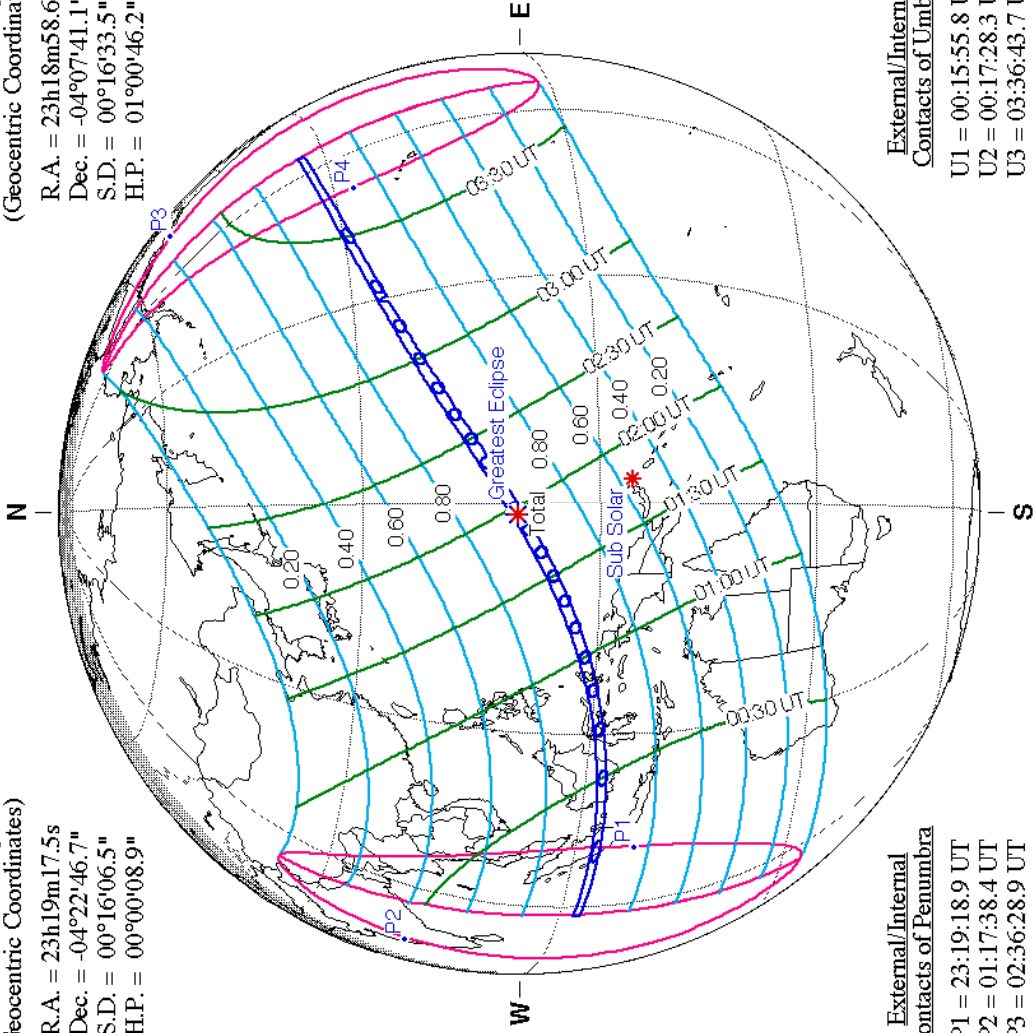 (Geocentric
R.A. = 23h18m58.6
Dec. = -04°07'41.1"
S.D. = 00°16'33.5"
H.P. = 01°00'46.2"
Coordinates)
R.A. = 23h19m17.5s
Dec. = -04°22'46.7"
S.D. = 00°16'06.5"
H.P. = 00°00'08.9"
N
E
W
S
P3
P4
P2
P1
03:30 UT
03:00 UT
02:30 UT
02:00 UT
01:30 UT
01:00 UT
00:30 UT
Greatest Eclipse
Total
Sub Solar
0.20
0.40
0.60
0.80
0.80
0.60
0.40
0.20
External/Internal
of Penumbra
P1 = 23:19:18.9 UT
P2 = 01:17:38.4 UT
P3 = 02:36:28.9 UT
Contacts of
U1 = 00:15:55.8
U2 = 00:17:28.3
U3 = 03:36:43.7